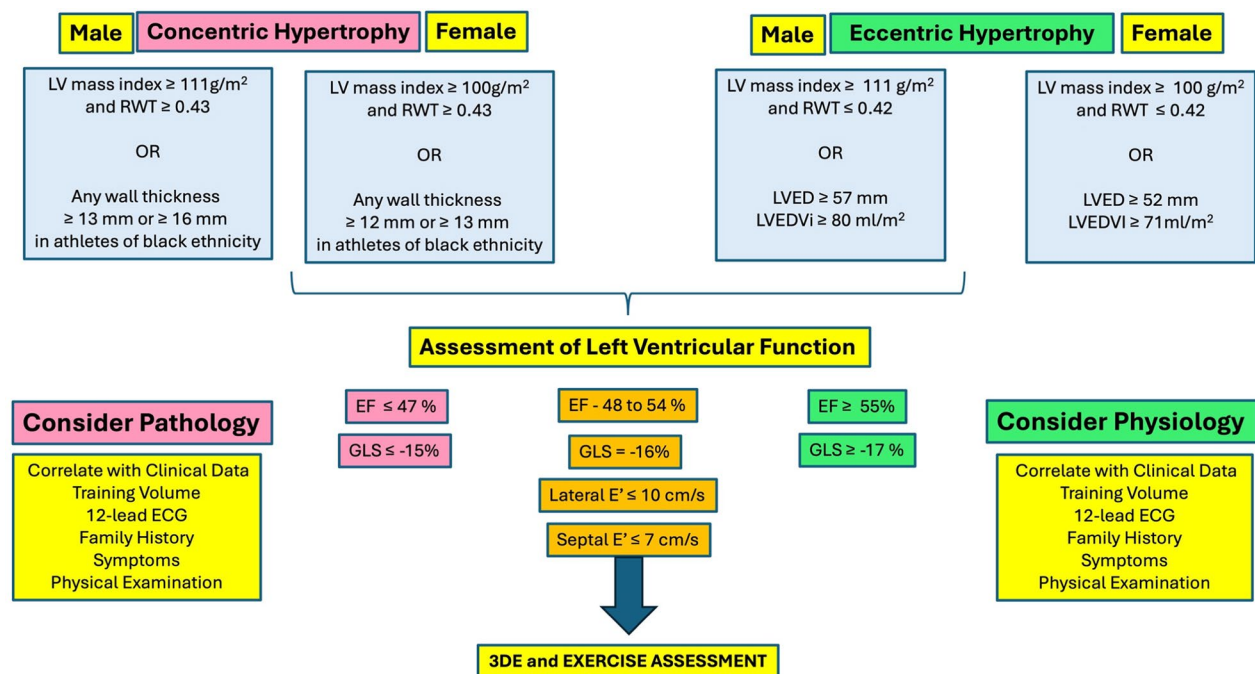 Male Concentric Hypertrophy Female
LV mass index ≥ 111g/m²
and RWT ≥ 0.43
OR
Any wall thickness
≥ 13 mm or ≥ 16 mm
in athletes of black ethnicity
LV mass index ≥ 100g/m²
and RWT ≥ 0.43
OR
Any wall thickness
≥ 12 mm or ≥ 13 mm
in athletes of black ethnicity
Male Eccentric Hypertrophy Female
LV mass index ≥ 111 g/m²
and RWT ≤ 0.42
OR
LVED ≥ 57 mm
LVEDVi ≥ 80 ml/m²
LV mass index ≥ 100 g/m²
and RWT ≤ 0.42
OR
LVED ≥ 52 mm
LVEDVI ≥ 71ml/m²
Assessment of Left Ventricular Function
Consider Pathology
Correlate with Clinical Data
Training Volume
12-lead ECG
Family History
Symptoms
Physical Examination
EF ≤ 47 %
GLS ≤ -15%
EF - 48 to 54 %
GLS = -16%
Lateral E’ ≤ 10 cm/s
Septal E’ ≤ 7 cm/s
EF ≥ 55%
GLS ≥ -17 %
Consider Physiology
Correlate with Clinical Data
Training Volume
12-lead ECG
Family History
Symptoms
Physical Examination
3DE and EXERCISE ASSESSMENT